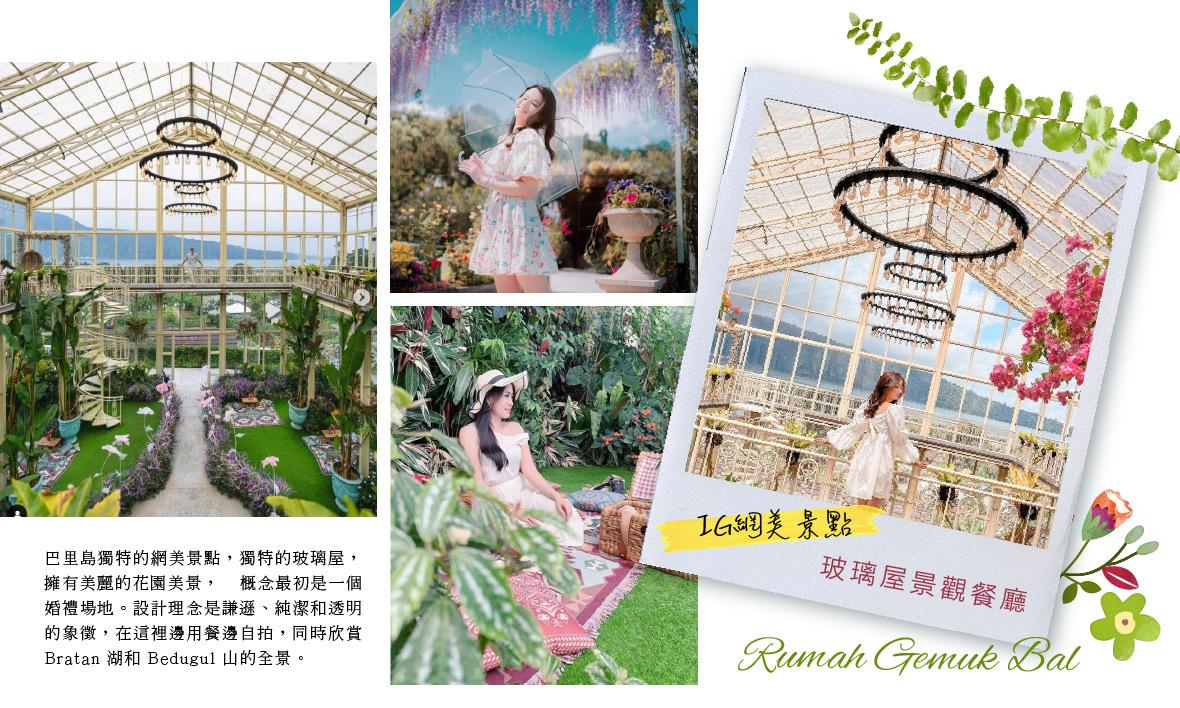 巴里島獨特的網美景點，獨特的玻璃屋，
擁有美麗的花園美景， 概念最初是一個
婚禮場地。設計理念是謙遜、純潔和透明
的象徵，在這裡邊用餐邊自拍，同時欣賞
Bratan 湖和 Bedugul 山的全景。
IG網美景點
玻璃屋景觀餐廳
Rumah Gemuk Bal